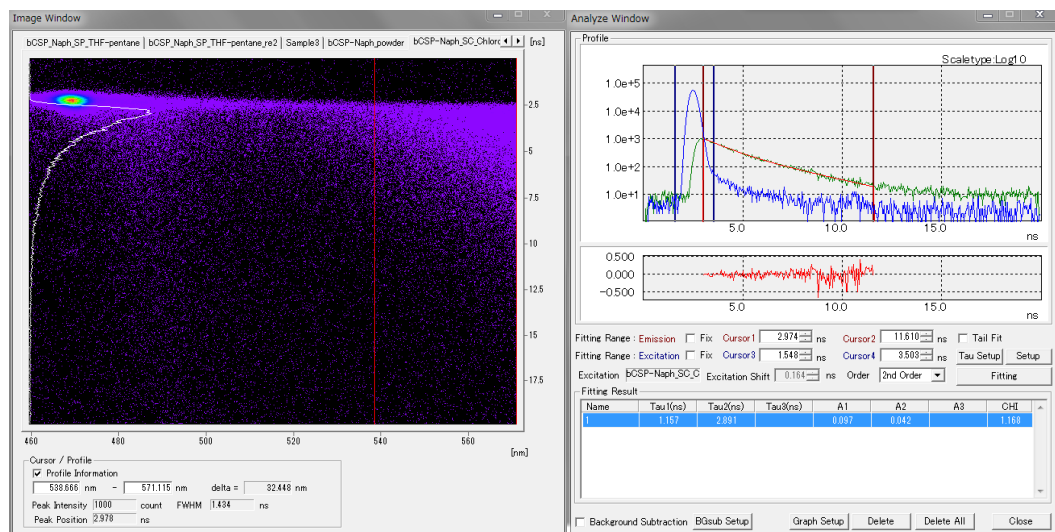 Image Window
bCSP_Naph_SP_THF-pentane bCSP_Naph_SP_THF-pentane_re2 Sample3 bCSP-Naph_powder bCSP-Naph_SC_Chlorc [ns]
2.5
5
7.5
10
12.5
15
17.5
460 480 500 520 540 560
[nm]
Cursor / Profile
Profile Information
538.666 nm - 571.115 nm delta = 32.448 nm
Peak Intensity 1000 count FWHM 1.434 ns
Peak Position 2.978 ns
Analyze Window
Profile
Scaletype:Log10
1.0e+5
1.0e+4
1.0e+3
1.0e+2
1.0e+1
5.0 10.0 15.0
ns
0.500
0.000
-0.500
5.0 10.0 15.0
ns
Fitting Range : Emission Fix Cursor1 2.974 ns Cursor2 11.610 ns Tail Fit
Fitting Range : Excitation Fix Cursor3 1.548 ns Cursor4 3.503 ns Tau Setup Setup
Excitation bCSP-Naph_SC_C Excitation Shift 0.164 ns Order 2nd Order Fitting
Fitting Result
Name Tau1(ns) Tau2(ns) Tau3(ns) A1 A2 A3 CHI
1 1.157 2.891 0.097 0.042 1.168
Background Subtraction BGsub Setup Graph Setup Delete Delete All Close